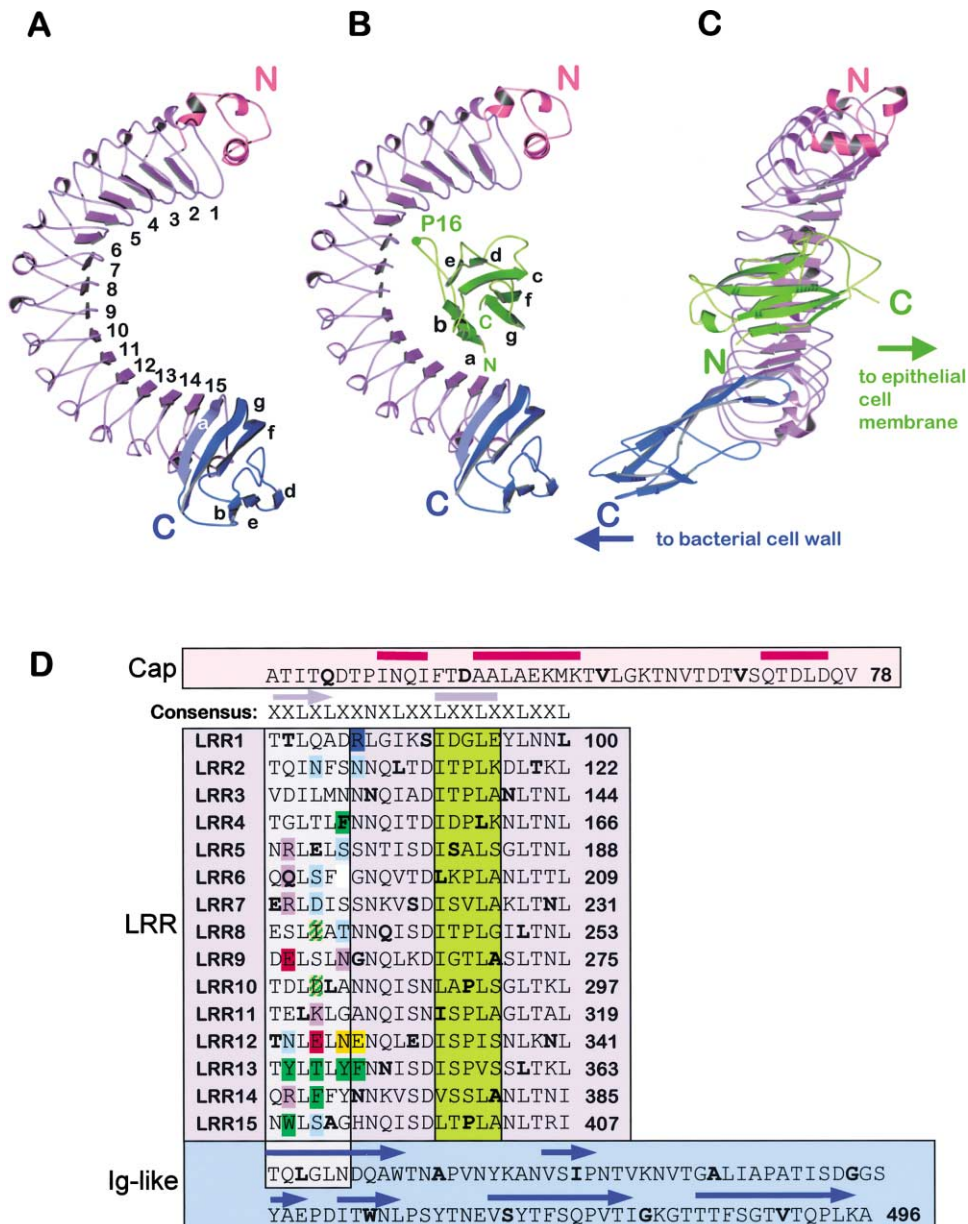 A
B
C
N
N
N
1
2
3
4
5
6
7
8
9
10
11
12
13
14
15
a
g
f
b
e
d
C
P16
e
d
c
f
b
C
g
a
N
C
C
N
to epithelial
cell
membrane
C
to bacterial cell wall
D
Cap
ATITQDTPINQIFTDAALAEKMKTVLGKTNVTDTVSQTDLDQV 78
Consensus: XXLXLXXNXLXXLXXLXXLXXL
LRR
LRR1 TTLQADRLGIKSIDGLEYLNNL 100
LRR2 TQINFSNNQLTDITPLKDLTKL 122
LRR3 VDILMNNNQIADITPLANLTNL 144
LRR4 TGLTLFNNQITDIDPLKNLTNL 166
LRR5 NRLELSSNTISDISALSGLTNL 188
LRR6 QQLSF GNQVTDLKPLANLTTL 209
LRR7 ERLDISSNKVSDISVLAKLTNL 231
LRR8 ESLIATNNQISDITPLGILTNL 253
LRR9 DELSLNGNQLKDIGTLASLTNL 275
LRR10 TDLDLANNQISNLAPLSGLTKL 297
LRR11 TELKLGANQISNISPLAGLTAL 319
LRR12 TNLELNENQLEDISPISNLKNL 341
LRR13 TYLTLYFNNISDISPVSSLTKL 363
LRR14 QRLFFYNNKVSDVSSLANLTNI 385
LRR15 NWLSAGHNQISDLTPLANLTRI 407
Ig-like
TQLGLNDQAWTNAPVNYKANVSIPNTVKNVTGALIAPATISDGGS
YAEPDITWNLPSYTNEVSYTFSQPVTIGKGTTTFSGTVTQPLKA 496